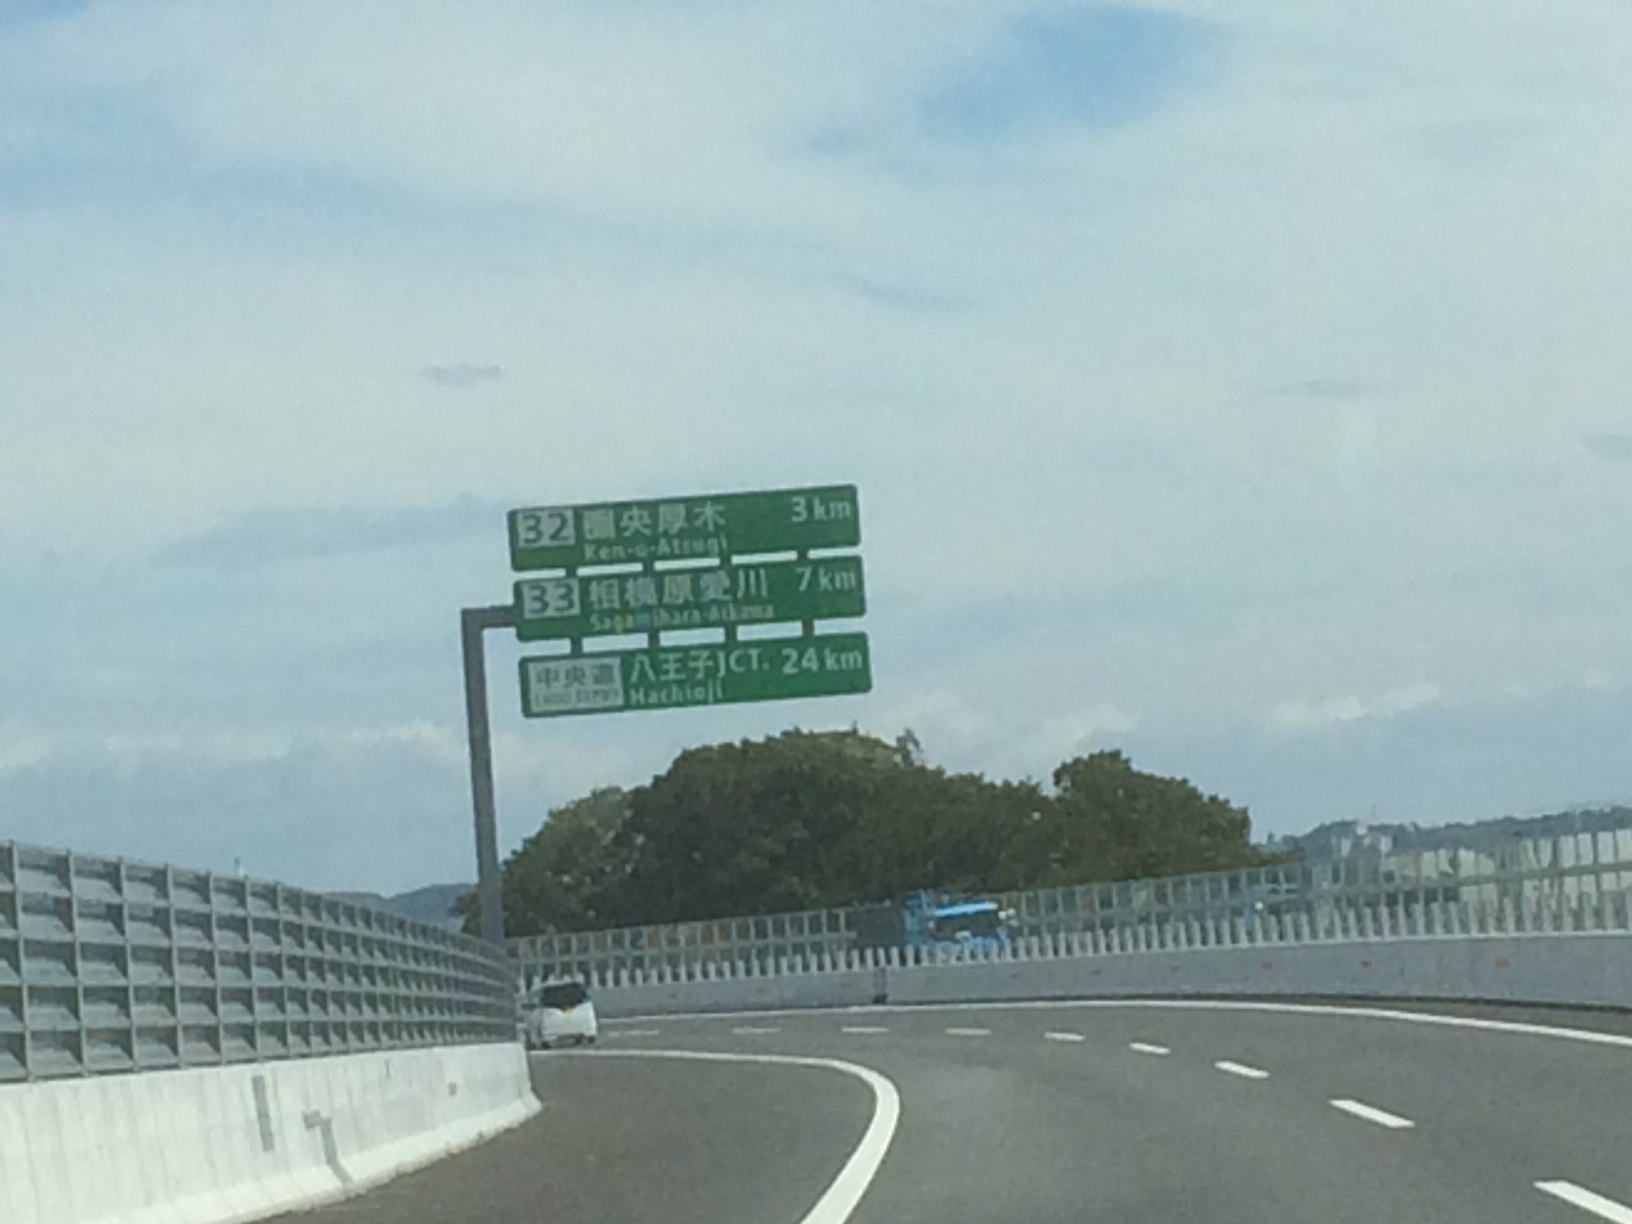 32 圏央厚木 3km
Ken-o-Atsugi
33 相模原愛川 7km
Sagamihara-Aikawa
中央道 八王子JCT. 24km
Hachioji